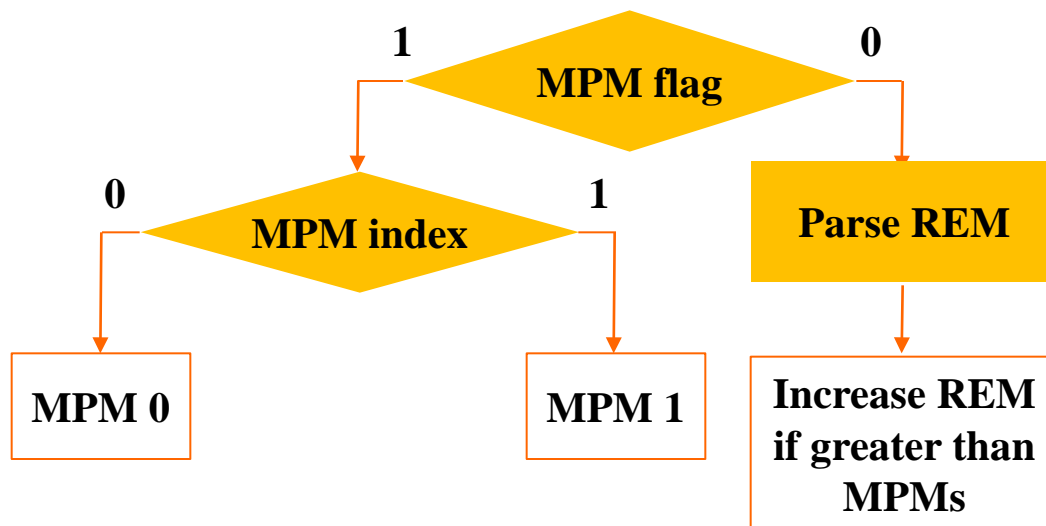 1
0
MPM flag
0
1
MPM index
Parse REM
MPM 0
MPM 1
Increase REM
if greater than
MPMs